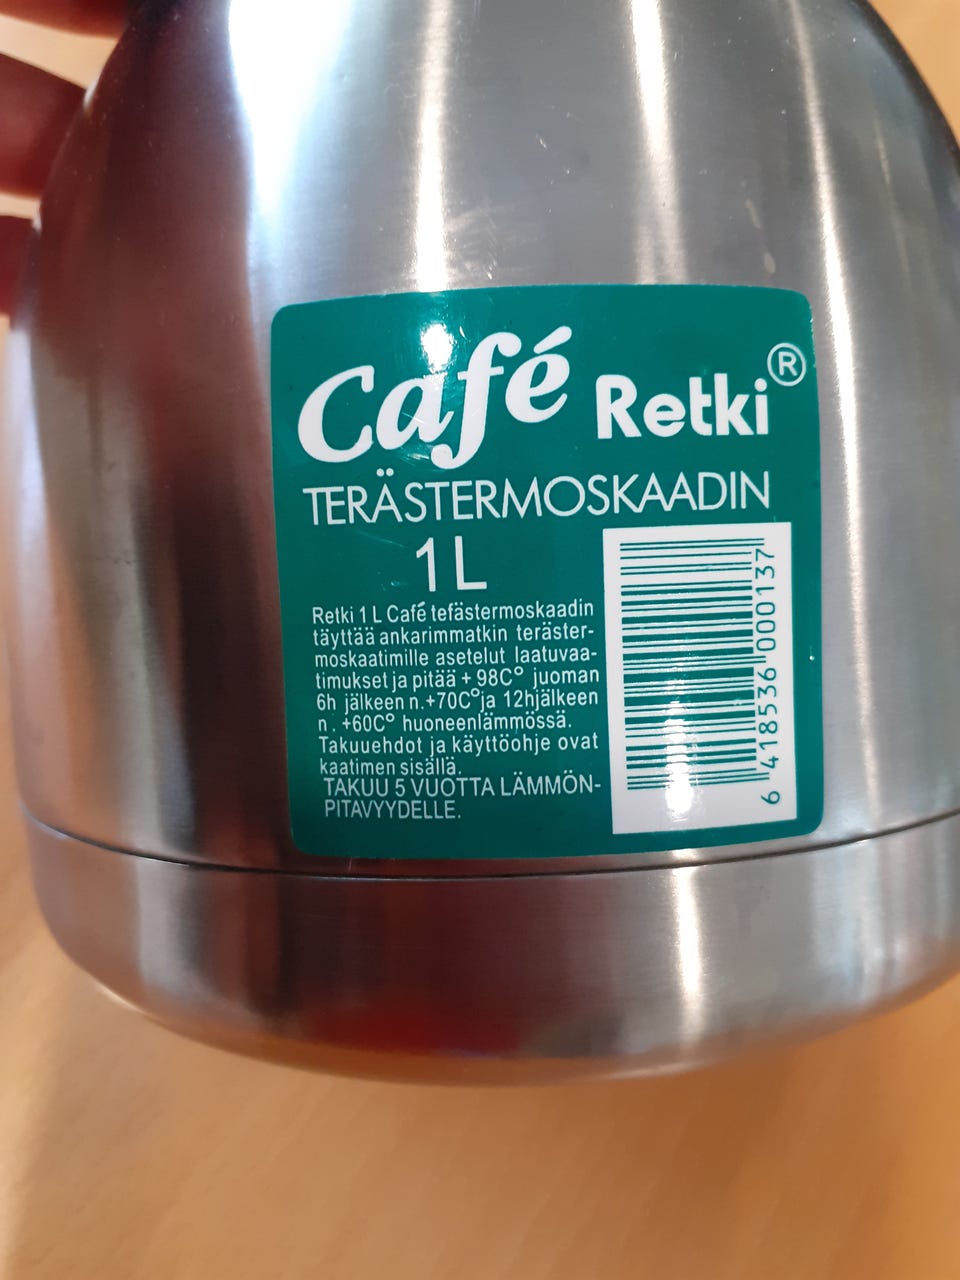 Café Retki®
TERÄSTERMOSKAADIN
1L
Retki 1 L Café tefästermoskaadin
täyttää ankarimmatkin teräster-
moskaatimille asetelut laatuvaa-
timukset ja pitää + 98C° juoman
6h jälkeen n.+70C°ja 12hjälkeen
n. +60C° huoneenlämmössä.
Takuuehdot ja käyttöohje ovat
kaatimen sisällä.
TAKUU 5 VUOTTA LÄMMÖN-
PITAVYYDELLE.
6 418536 000137